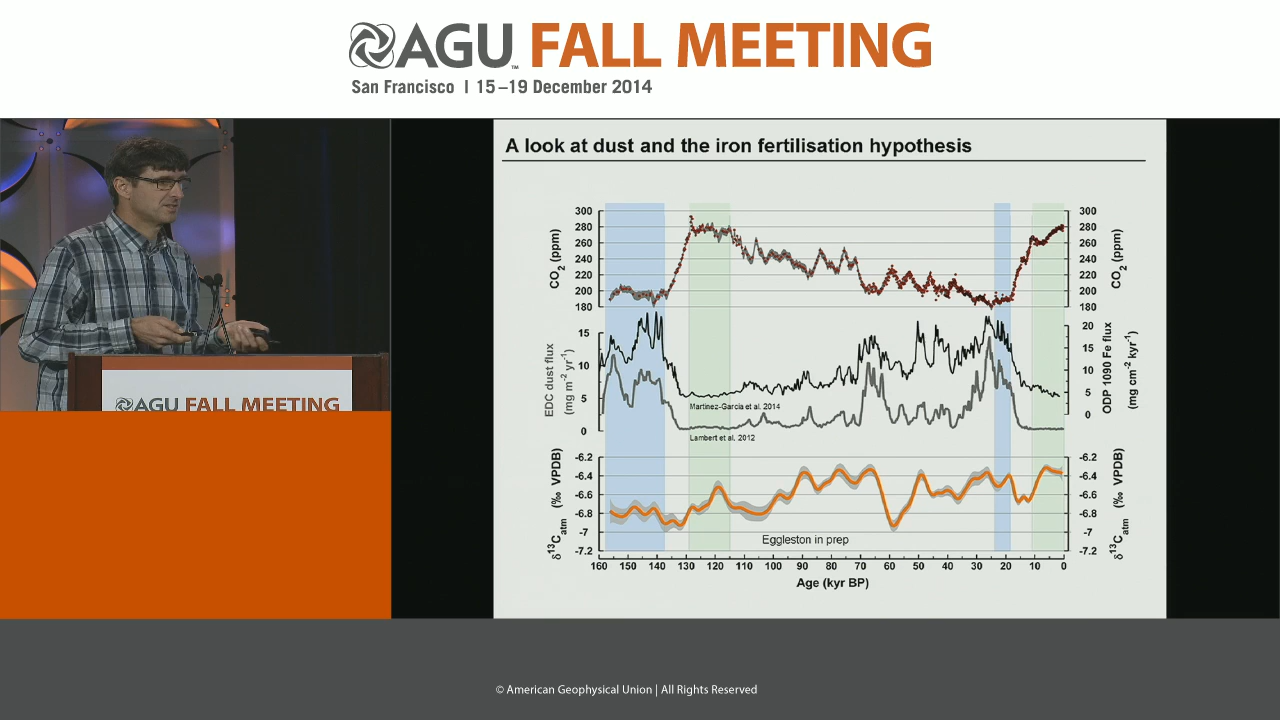 AGU™ FALL MEETING
San Francisco | 15–19 December 2014
A look at dust and the iron fertilisation hypothesis
300
280
260
240
220
200
180
CO2 (ppm)
300
280
260
240
220
200
180
CO2 (ppm)
15
10
5
0
EDC dust flux
(mg m-2 yr-1)
20
15
10
5
0
ODP 1090 Fe flux
(mg cm-2 kyr-1)
Martinez-Garcia et al. 2014
Lambert et al. 2012
-6.2
-6.4
-6.6
-6.8
-7
-7.2
δ13Catm (‰ VPDB)
-6.2
-6.4
-6.6
-6.8
-7
-7.2
δ13Catm (‰ VPDB)
Eggleston in prep
160 150 140 130 120 110 100 90 80 70 60 50 40 30 20 10 0
Age (kyr BP)
AGU FALL MEETING
© American Geophysical Union | All Rights Reserved